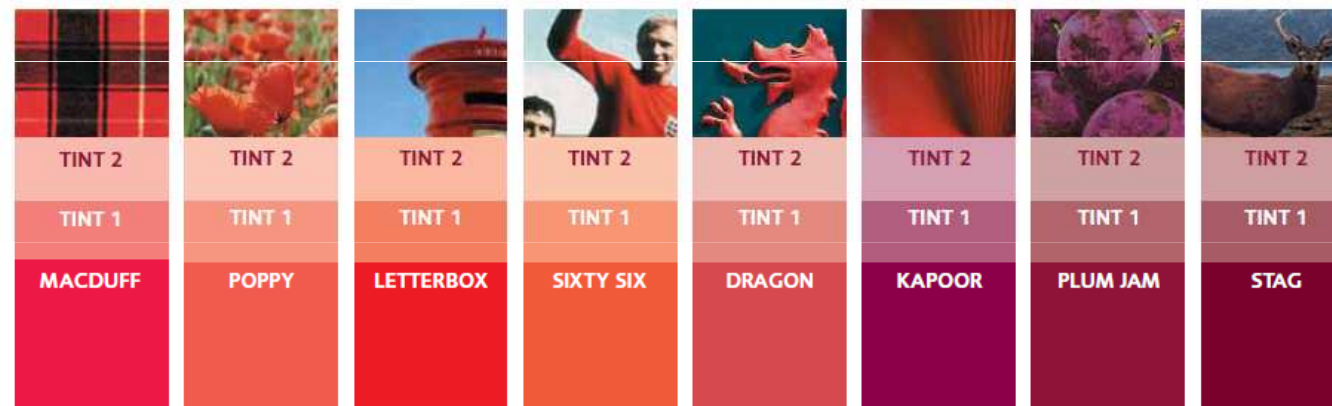 TINT 2 TINT 2 TINT 2 TINT 2 TINT 2 TINT 2 TINT 2 TINT 2
TINT 1 TINT 1 TINT 1 TINT 1 TINT 1 TINT 1 TINT 1 TINT 1
MACDUFF POPPY LETTERBOX SIXTY SIX DRAGON KAPOOR PLUM JAM STAG